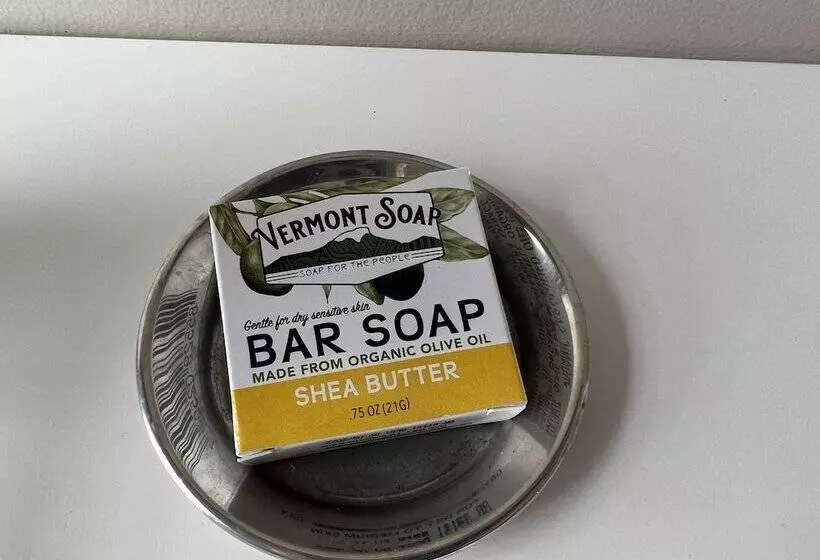 VERMONT SOAP
SOAP FOR THE PEOPLE
Gentle for dry sensitive skin
BAR SOAP
MADE FROM ORGANIC OLIVE OIL
SHEA BUTTER
.75 OZ (21G)